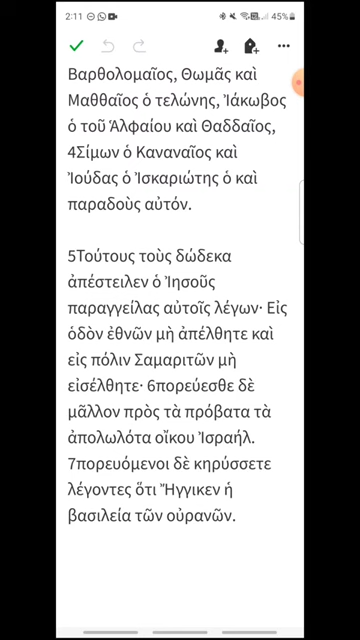 2:11 45%
Βαρθολομαῖος, Θωμᾶς καὶ
Μαθθαῖος ὁ τελώνης, Ἰάκωβος
ὁ τοῦ Ἁλφαίου καὶ Θαδδαῖος,
4Σίμων ὁ Καναναῖος καὶ
Ἰούδας ὁ Ἰσκαριώτης ὁ καὶ
παραδοὺς αὐτόν.
5Τούτους τοὺς δώδεκα
ἀπέστειλεν ὁ Ἰησοῦς
παραγγείλας αὐτοῖς λέγων· Εἰς
ὁδὸν ἐθνῶν μὴ ἀπέλθητε καὶ
εἰς πόλιν Σαμαριτῶν μὴ
εἰσέλθητε· 6πορεύεσθε δὲ
μᾶλλον πρὸς τὰ πρόβατα τὰ
ἀπολωλότα οἴκου Ἰσραήλ.
7πορευόμενοι δὲ κηρύσσετε
λέγοντες ὅτι Ἤγγικεν ἡ
βασιλεία τῶν οὐρανῶν.